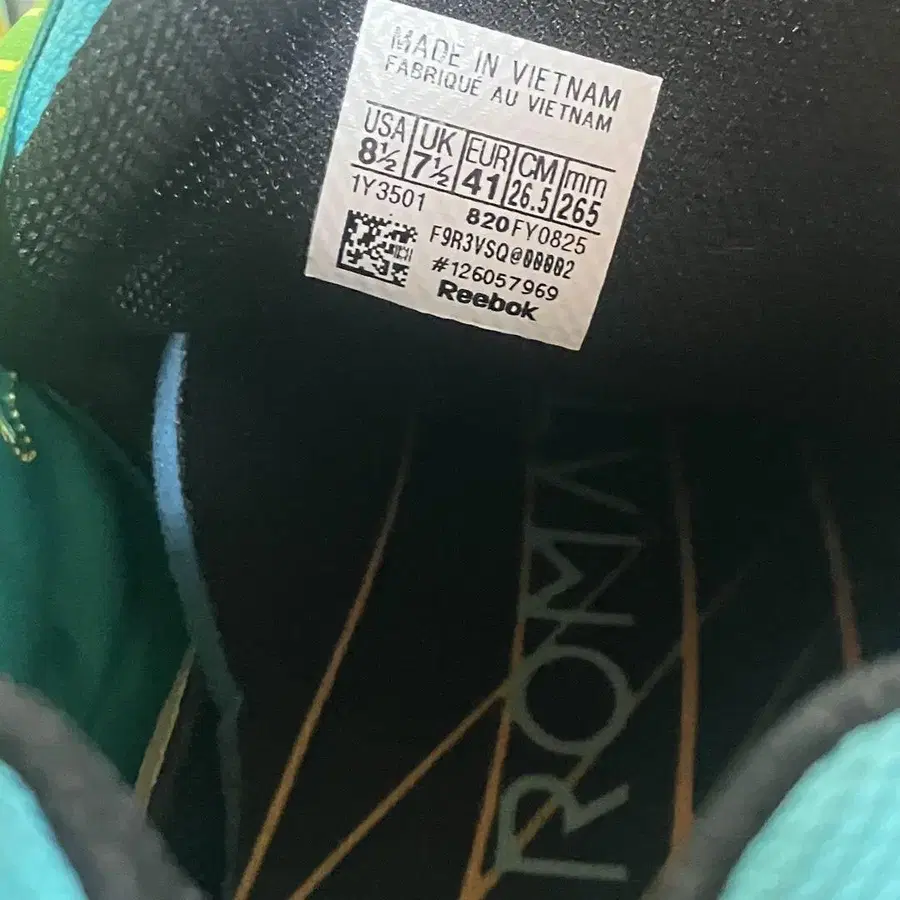 MADE IN VIETNAM
FABRIQUÉ AU VIETNAM
USA UK EUR CM mm
8½ 7½ 41 26.5 265
1Y3501 820FY0825
F9R3VSQ@00002
#126057969
Reebok
ROMA